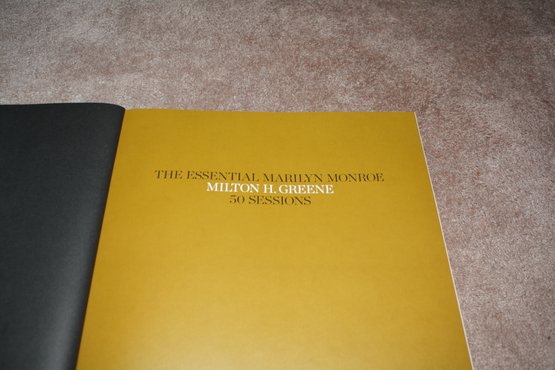 THE ESSENTIAL MARILYN MONROE
MILTON H. GREENE
50 SESSIONS